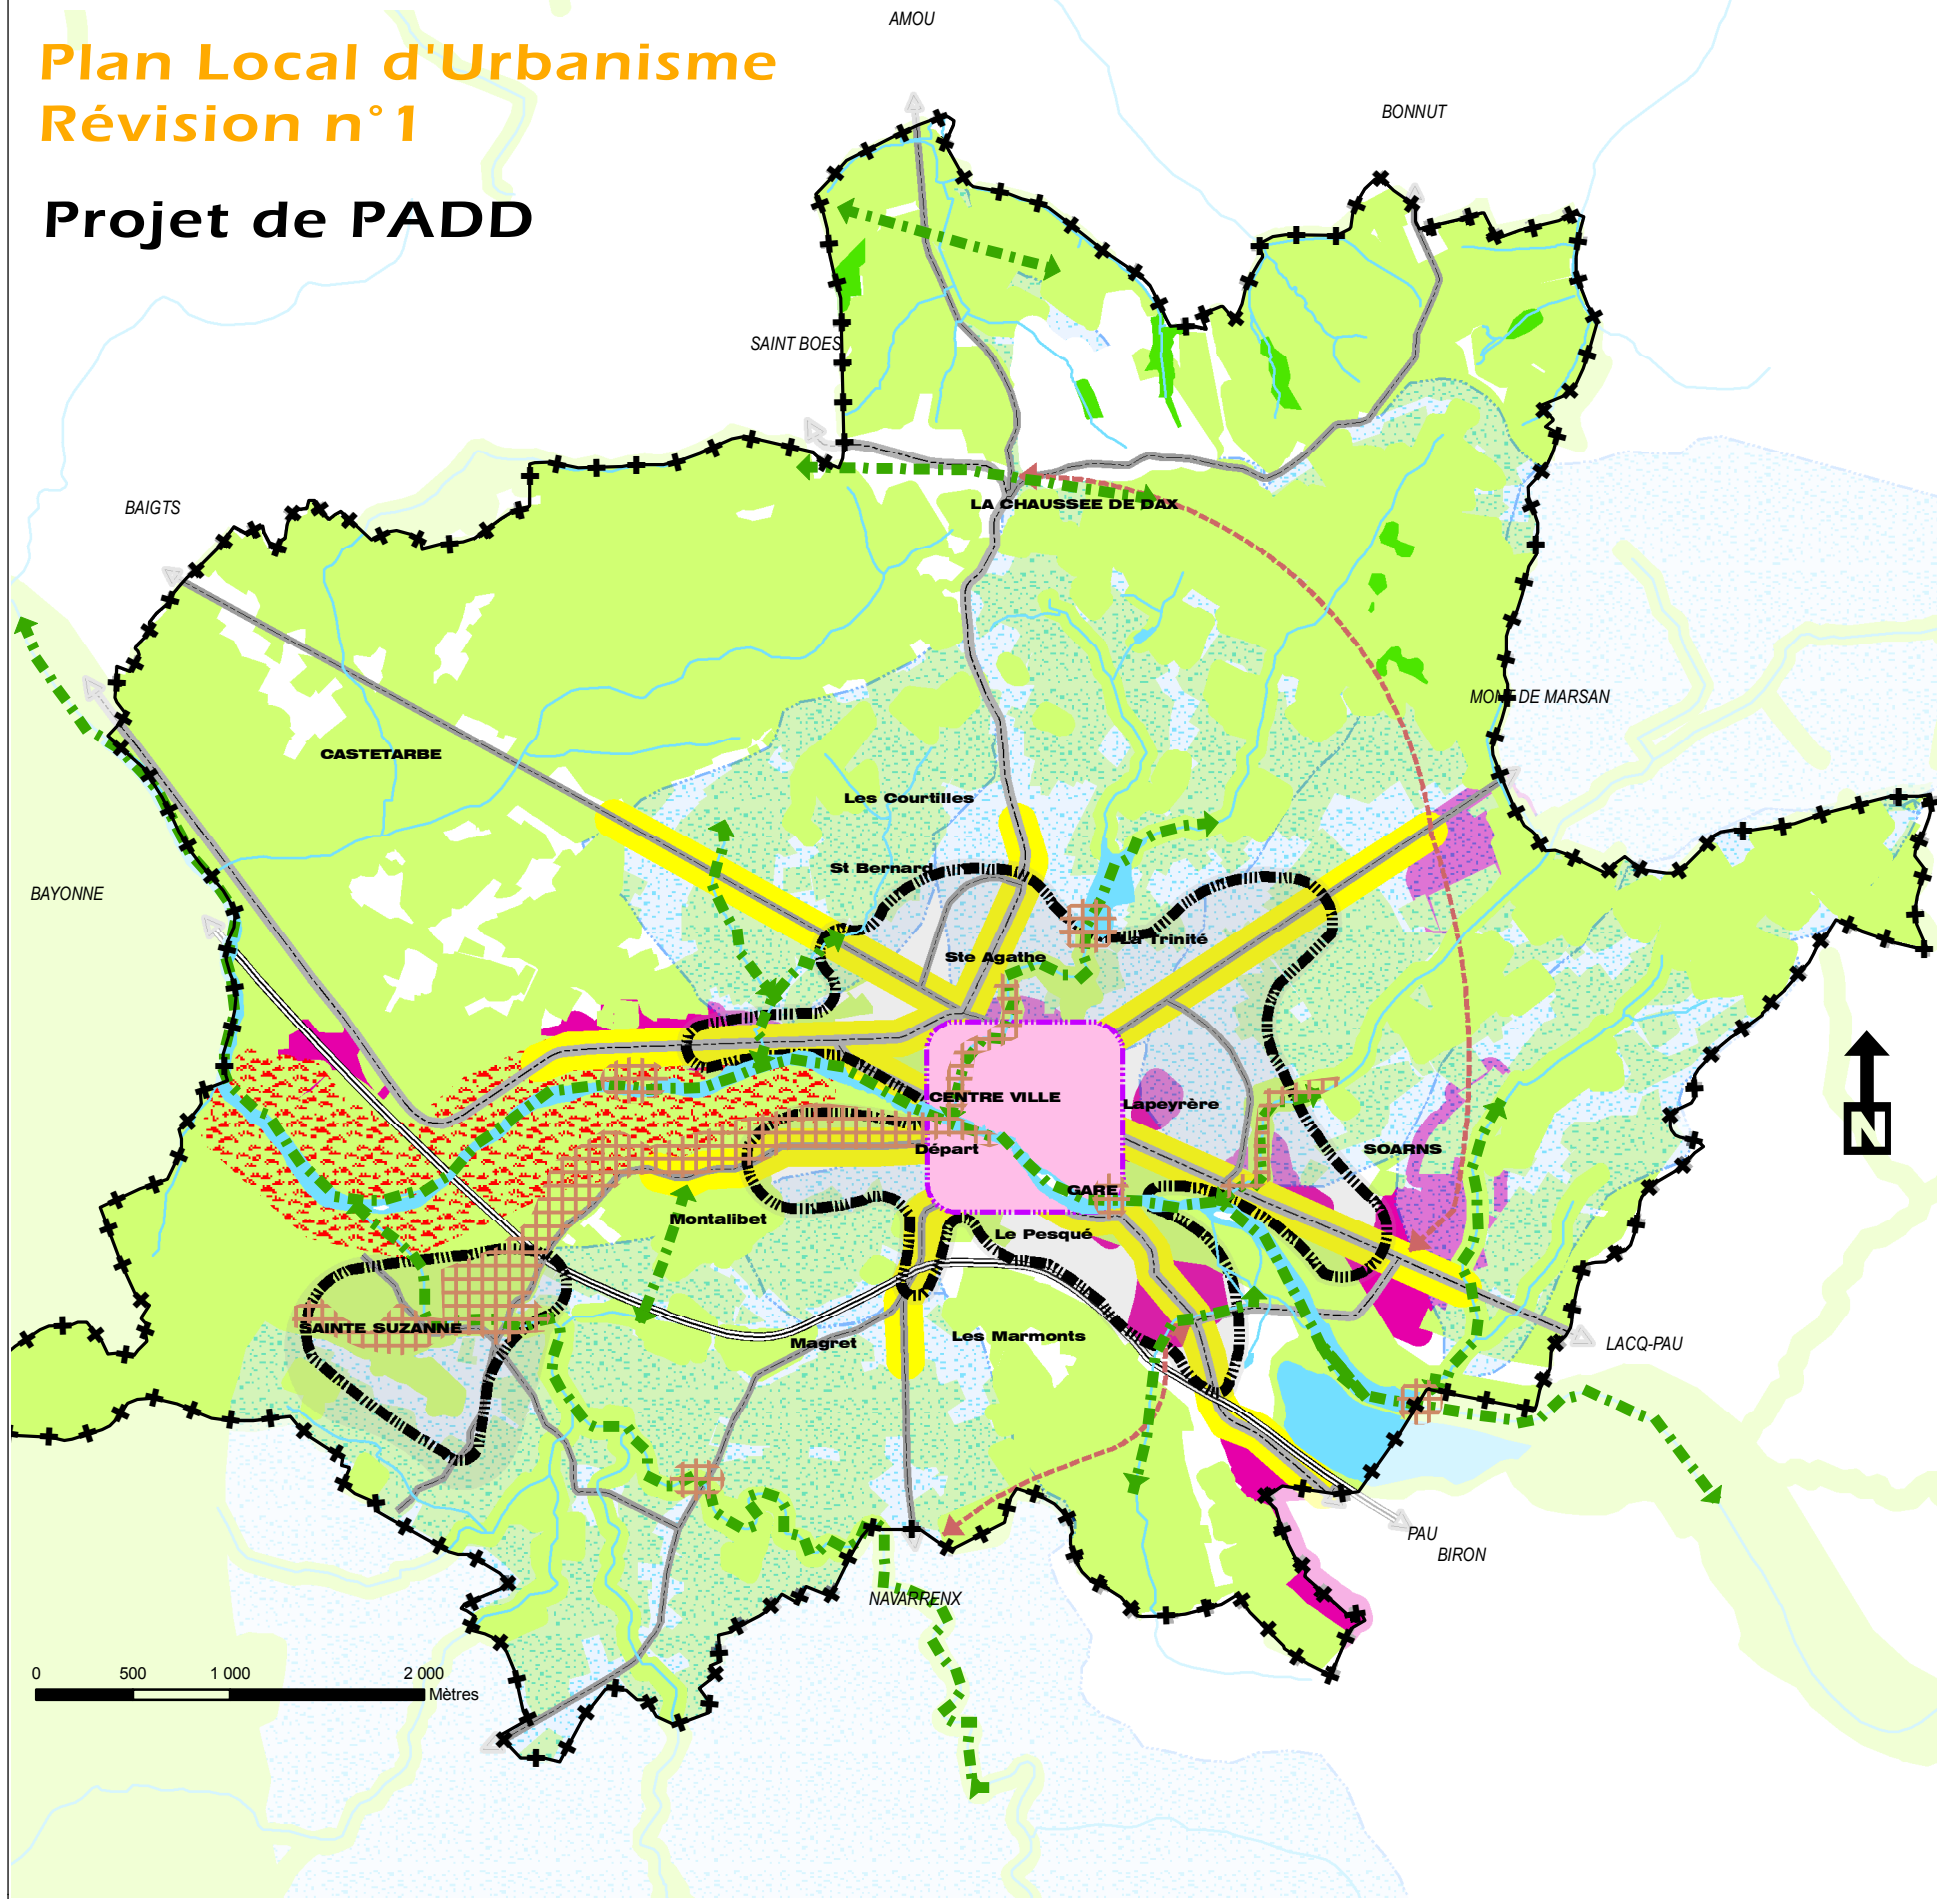 Plan Local d'Urbanisme
Révision n°1
Projet de PADD
AMOU
BONNUT
SAINT BOES
BAIGTS
LA CHAUSSEE DE DAX
MONT DE MARSAN
CASTETARBE
Les Courtilles
St Bernard
BAYONNE
La Trinité
Ste Agathe
CENTRE VILLE
Lapeyrère
Départ
SOARNS
N
GARE
Montalibet
Le Pesqué
SAINTE SUZANNE
Magret
Les Marmonts
LACQ-PAU
PAU
BIRON
NAVARRENX
0 500 1 000 2 000
Mètres